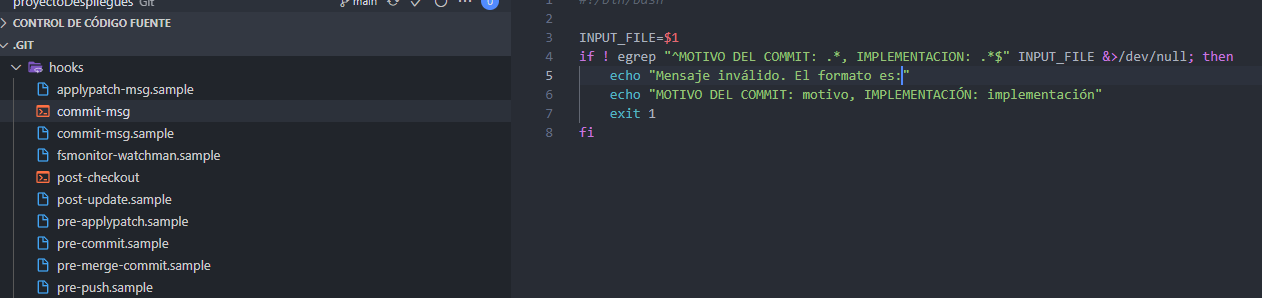 proyectoDespliegues Git
main
0
CONTROL DE CÓDIGO FUENTE
.GIT
hooks
applypatch-msg.sample
commit-msg
commit-msg.sample
fsmonitor-watchman.sample
post-checkout
post-update.sample
pre-applypatch.sample
pre-commit.sample
pre-merge-commit.sample
pre-push.sample
1 #!/bin/bash
2
3 INPUT_FILE=$1
4 if ! egrep "^MOTIVO DEL COMMIT: .*, IMPLEMENTACION: .*$" INPUT_FILE &>/dev/null; then
5 echo "Mensaje inválido. El formato es:"
6 echo "MOTIVO DEL COMMIT: motivo, IMPLEMENTACIÓN: implementación"
7 exit 1
8 fi